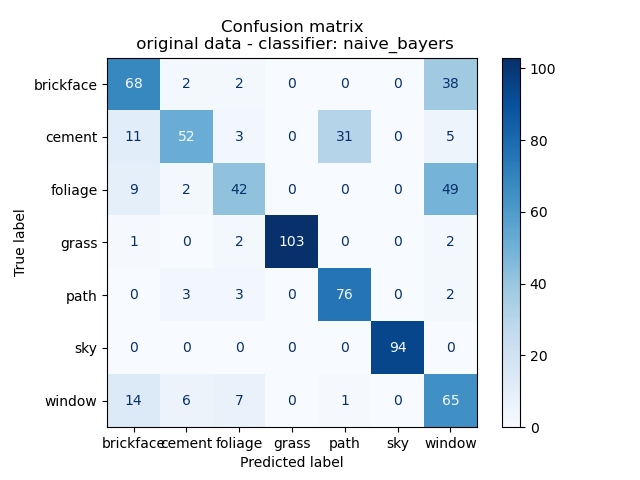 Confusion matrix
original data - classifier: naive_bayers
brickface 68 2 2 0 0 0 38
cement 11 52 3 0 31 0 5
foliage 9 2 42 0 0 0 49
grass 1 0 2 103 0 0 2
path 0 3 3 0 76 0 2
sky 0 0 0 0 0 94 0
window 14 6 7 0 1 0 65
brickface cement foliage grass path sky window
Predicted label
True label
100
80
60
40
20
0